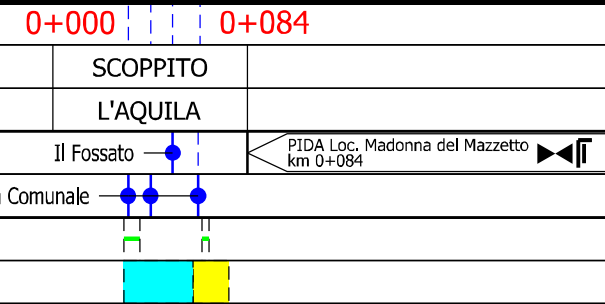 0+000 0+084
SCOPPITO
L'AQUILA
Il Fossato
PIDA Loc. Madonna del Mazzetto
km 0+084
Comunale